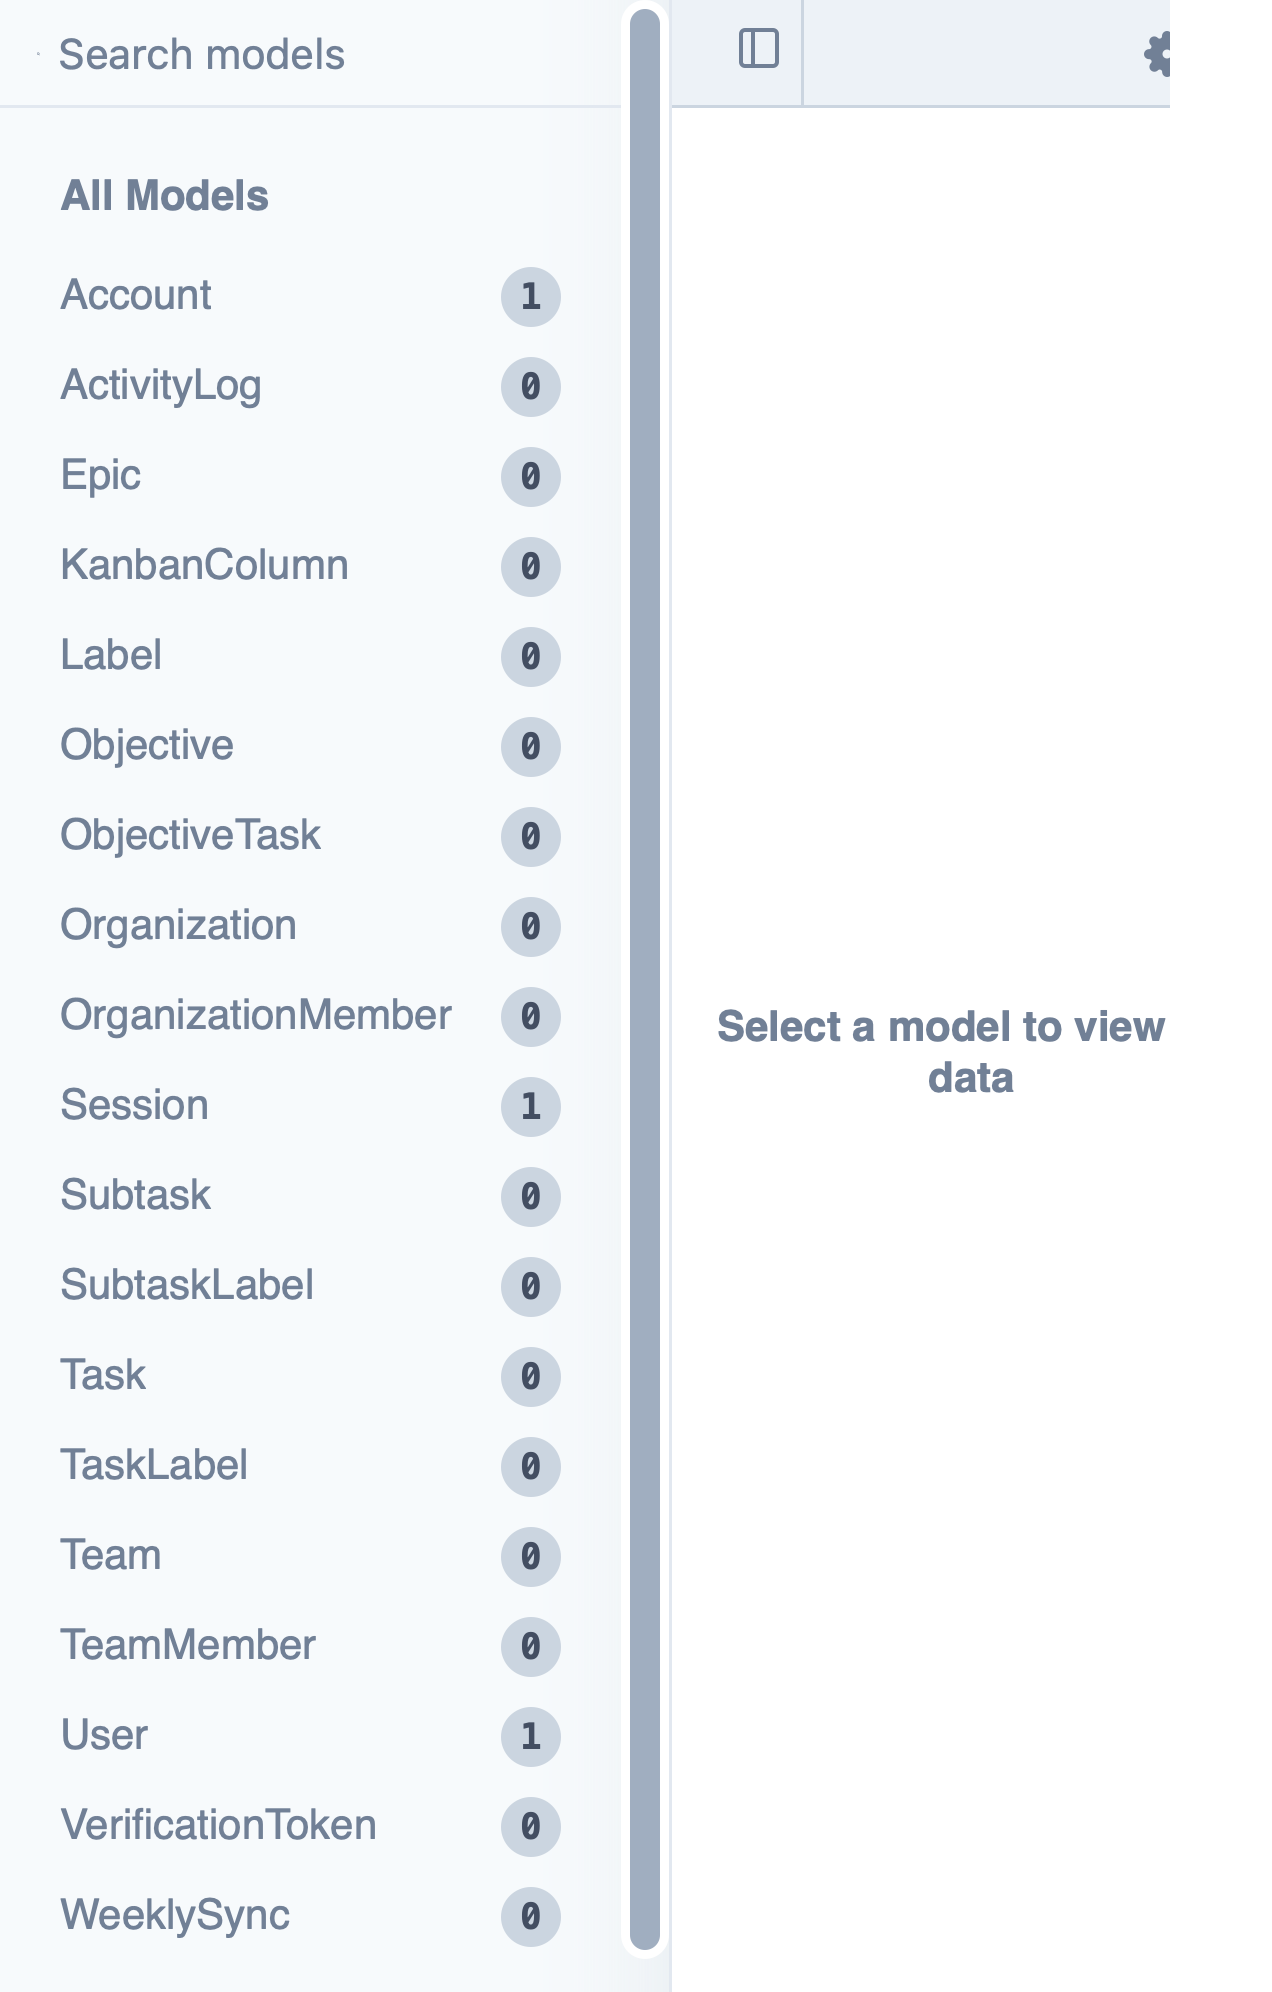 Search models
All Models
Account 1
ActivityLog 0
Epic 0
KanbanColumn 0
Label 0
Objective 0
ObjectiveTask 0
Organization 0
OrganizationMember 0
Session 1
Subtask 0
SubtaskLabel 0
Task 0
TaskLabel 0
Team 0
TeamMember 0
User 1
VerificationToken 0
WeeklySync 0
Select a model to view
data